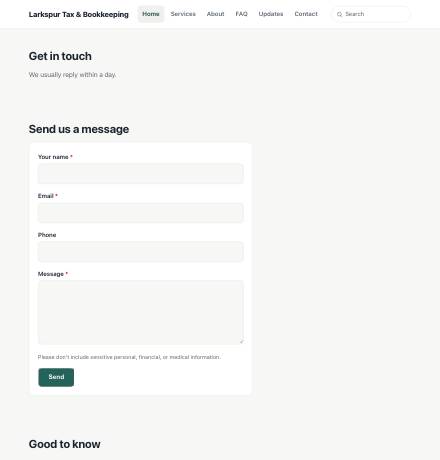 Larkspur Tax & Bookkeeping Home Services About FAQ Updates Contact Search
Get in touch
We usually reply within a day.
Send us a message
Your name *
Email *
Phone
Message *
Please don't include sensitive personal, financial, or medical information.
Send
Good to know